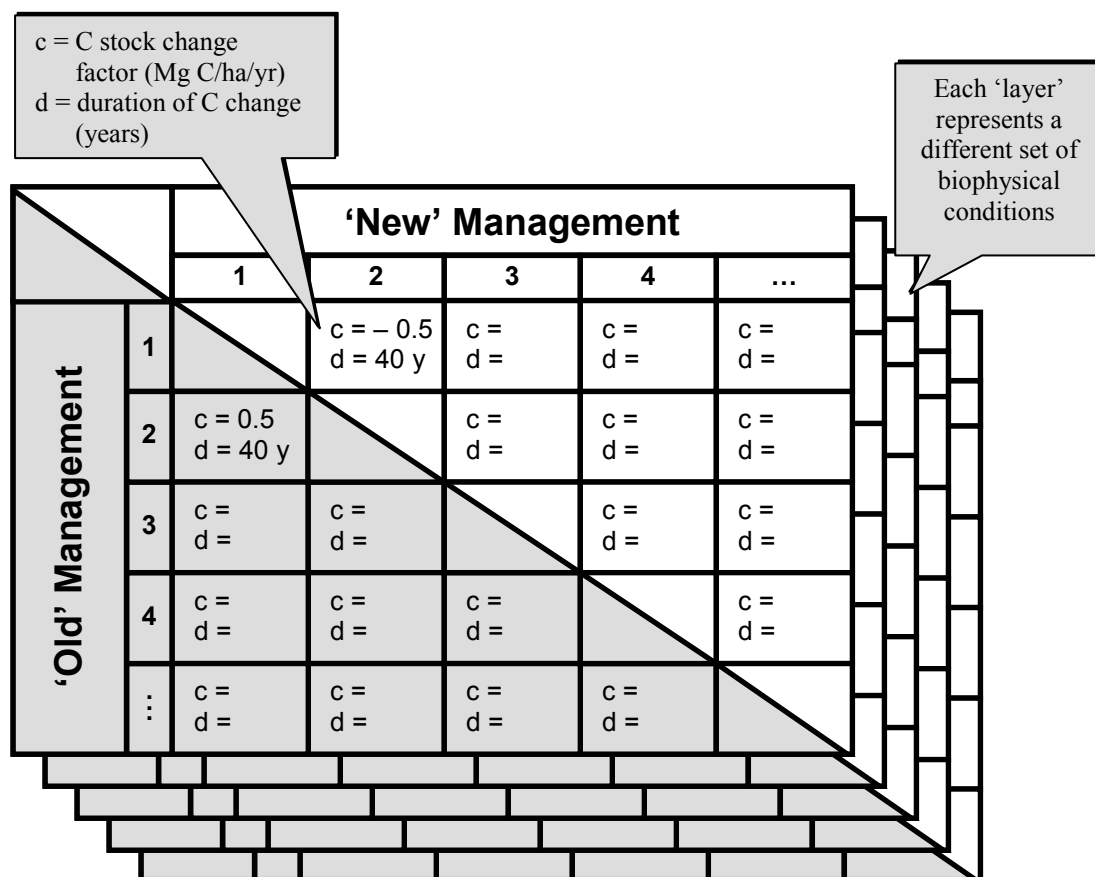 c = C stock change
factor (Mg C/ha/yr)
d = duration of C change
(years)
Each ‘layer’
represents a
different set of
biophysical
conditions
‘New’ Management
1 2 3 4 ...
‘Old’ Management
1
c = – 0.5
d = 40 y
c =
d =
c =
d =
c =
d =
2
c = 0.5
d = 40 y
c =
d =
c =
d =
c =
d =
3
c =
d =
c =
d =
c =
d =
c =
d =
4
c =
d =
c =
d =
c =
d =
c =
d =
⋮
c =
d =
c =
d =
c =
d =
c =
d =